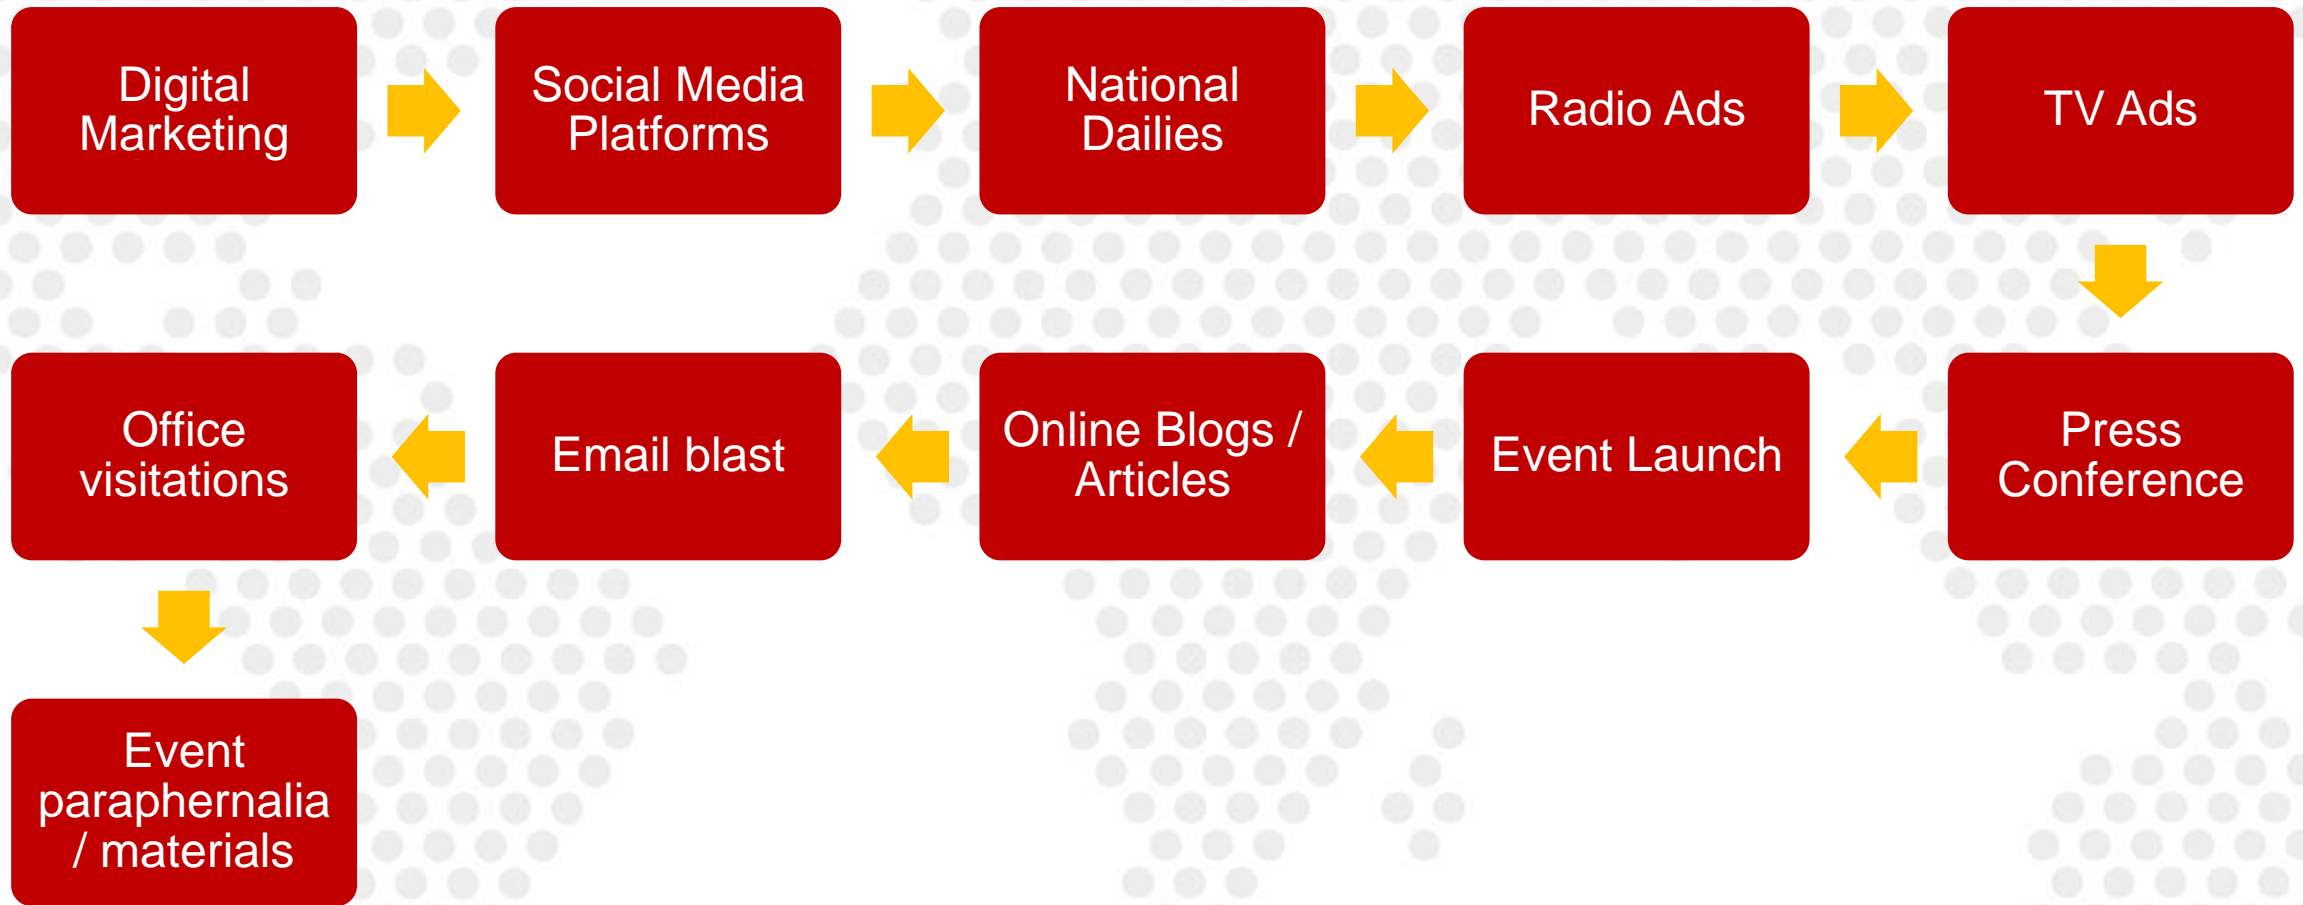 Digital
Marketing
Social Media
Platforms
National
Dailies
Radio Ads
TV Ads
Press
Conference
Event Launch
Online Blogs /
Articles
Email blast
Office
visitations
Event
paraphernalia
/ materials